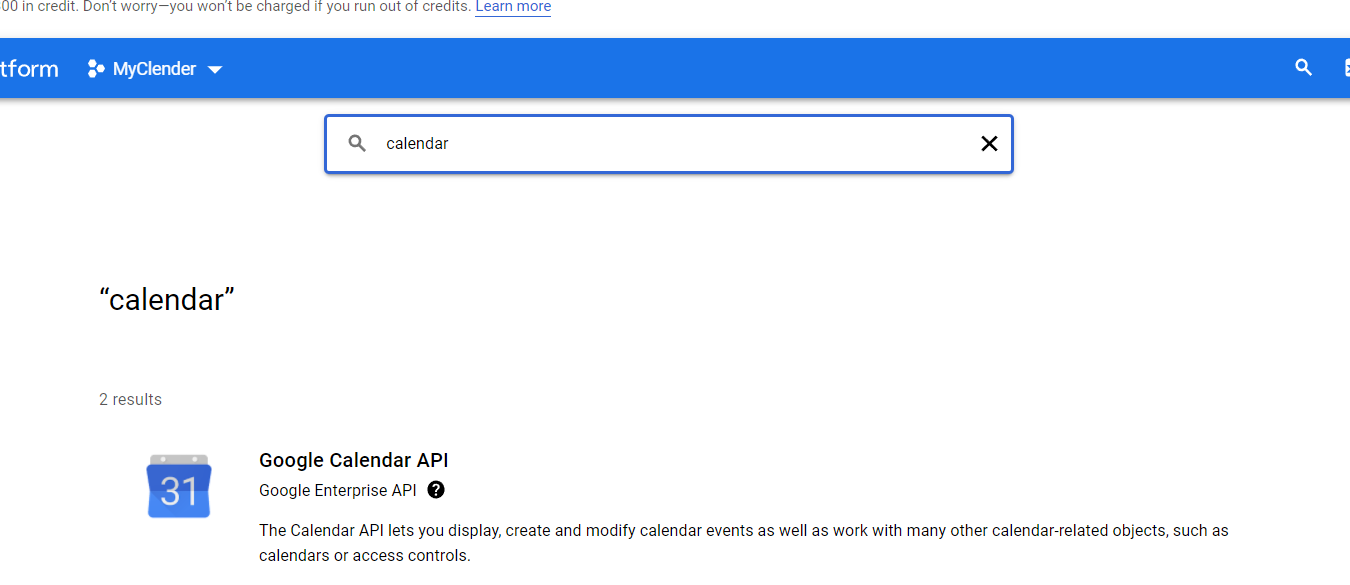 00 in credit. Don't worry—you won't be charged if you run out of credits. Learn more
tform MyClender
calendar
“calendar”
2 results
31
Google Calendar API
Google Enterprise API
The Calendar API lets you display, create and modify calendar events as well as work with many other calendar-related objects, such as
calendars or access controls.